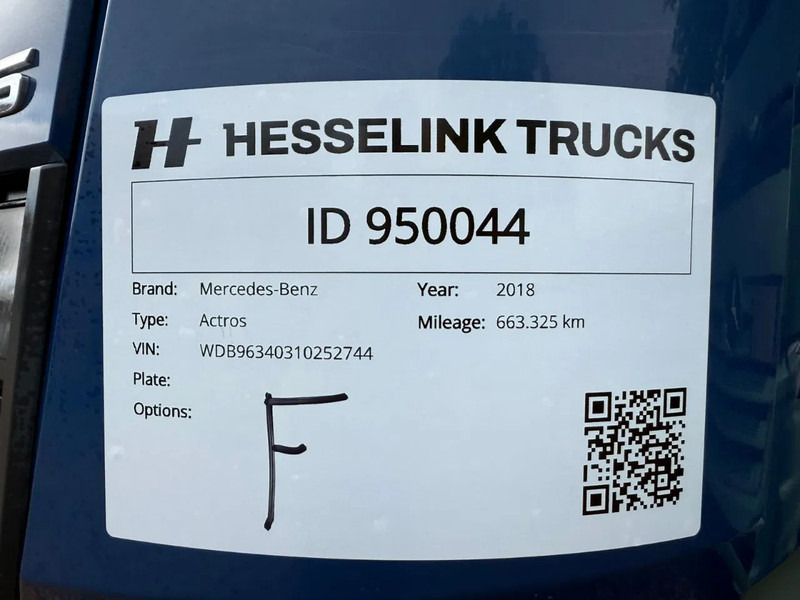 H HESSELINK TRUCKS
ID 950044
Brand: Mercedes-Benz Year: 2018
Type: Actros Mileage: 663.325 km
VIN: WDB96340310252744
Plate:
Options:
F